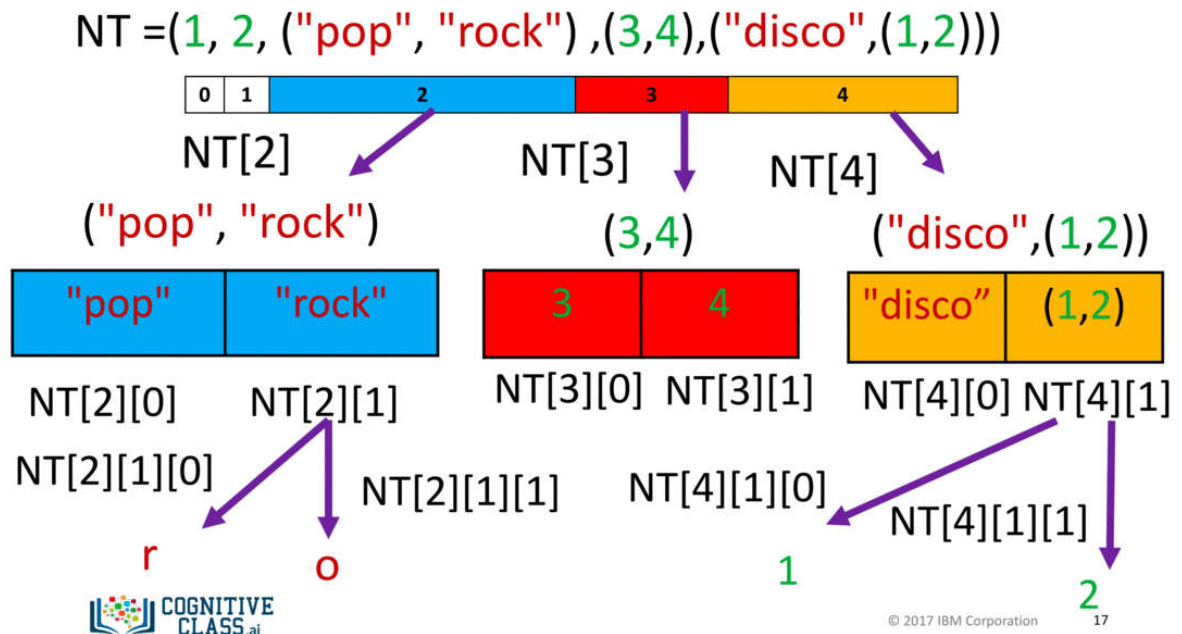 NT =(1, 2, ("pop", "rock") ,(3,4),("disco",(1,2)))
0 1 2 3 4
NT[2] NT[3] NT[4]
("pop", "rock") (3,4) ("disco",(1,2))
"pop" "rock" 3 4 "disco” (1,2)
NT[2][0] NT[2][1] NT[3][0] NT[3][1] NT[4][0] NT[4][1]
NT[2][1][0] NT[2][1][1] NT[4][1][0] NT[4][1][1]
r o 1 2
COGNITIVE
CLASS.ai
© 2017 IBM Corporation 17